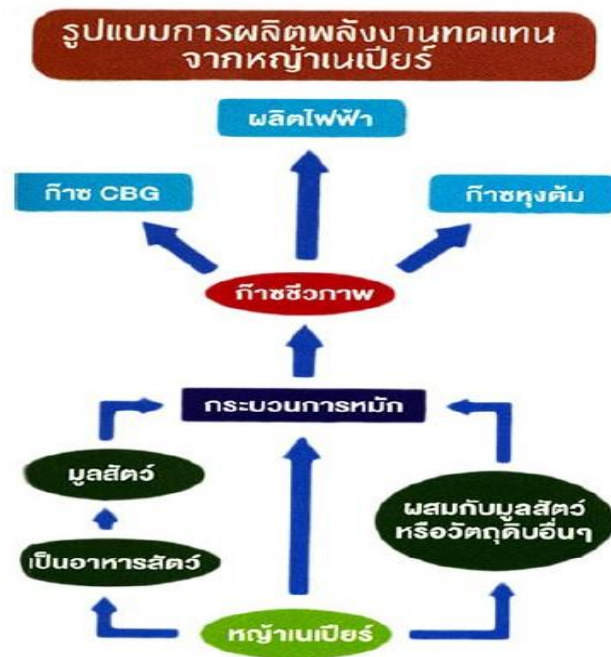 รูปแบบการผลิตพลังงานทดแทน
จากหญ้าเนเปียร์
ผลิตไฟฟ้า
ก๊าซ CBG
ก๊าซหุงต้ม
ก๊าซชีวภาพ
กระบวนการหมัก
มูลสัตว์
ผสมกับมูลสัตว์
หรือวัตถุดิบอื่นๆ
เป็นอาหารสัตว์
หญ้าเนเปียร์